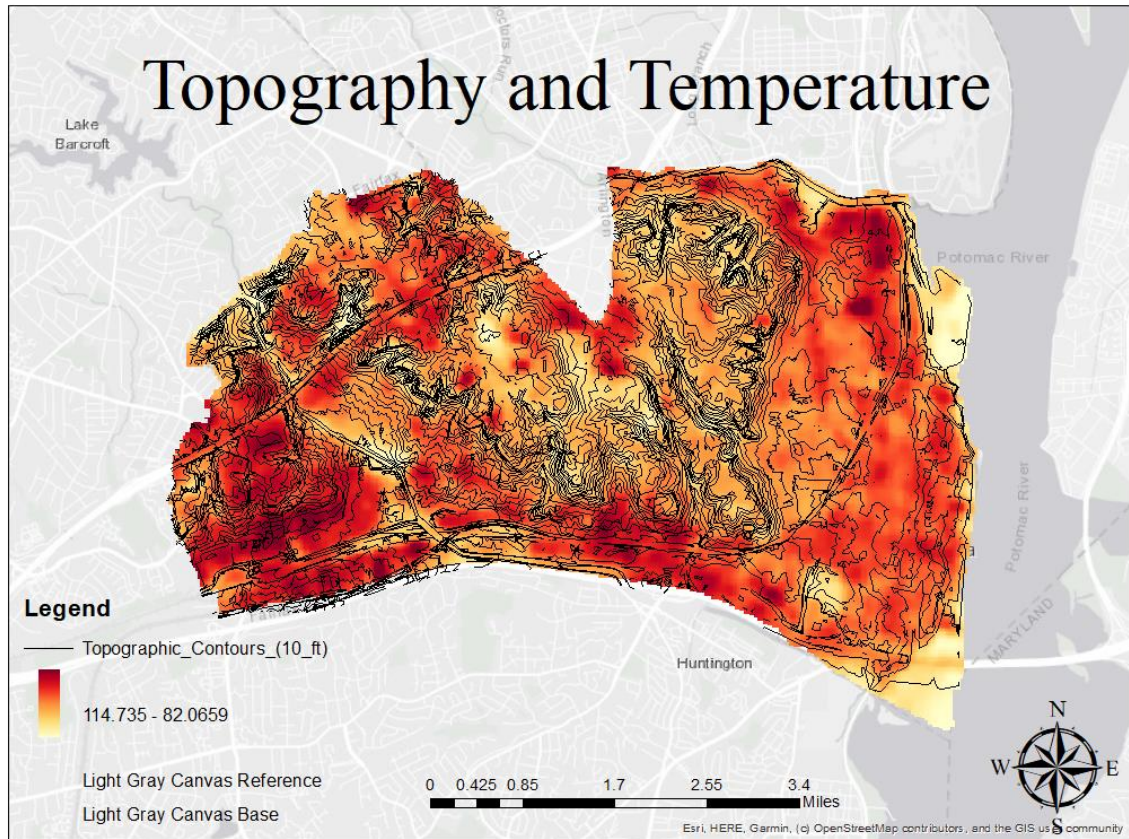 Topography and Temperature
Lake
Barcroft
Fairfax
Arlington
Potomac River
Potomac River
MARYLAND
Huntington
Legend
Topographic_Contours_(10_ft)
114.735 - 82.0659
Light Gray Canvas Reference
Light Gray Canvas Base
0 0.425 0.85 1.7 2.55 3.4
Miles
N
W E
S
Esri, HERE, Garmin, (c) OpenStreetMap contributors, and the GIS user community